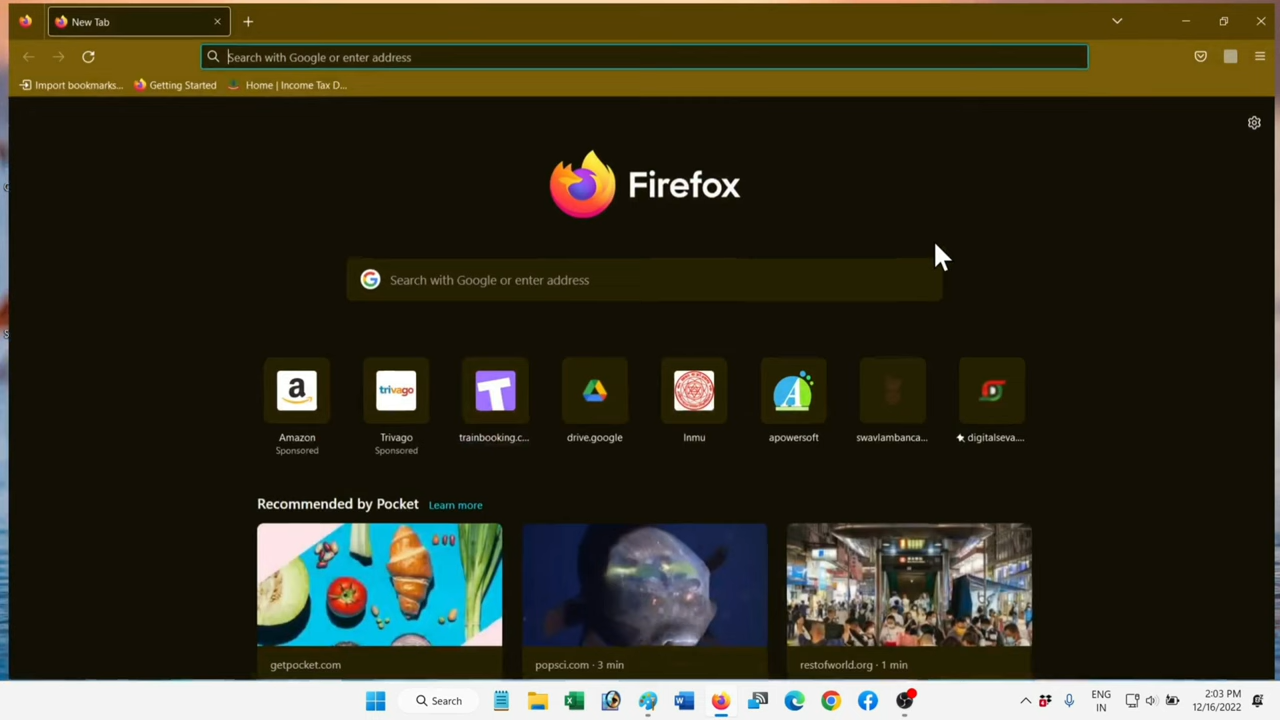 New Tab
Search with Google or enter address
Import bookmarks...
Getting Started
Home | Income Tax D...
Firefox
Search with Google or enter address
a
trivago
T
A
Amazon
Sponsored
Trivago
Sponsored
trainbooking.c...
drive.google
Inmu
apowersoft
swavlambanca...
digitalseva....
Recommended by Pocket
Learn more
getpocket.com
popsci.com · 3 min
restofworld.org · 1 min
Search
ENG
IN
2:03 PM
12/16/2022